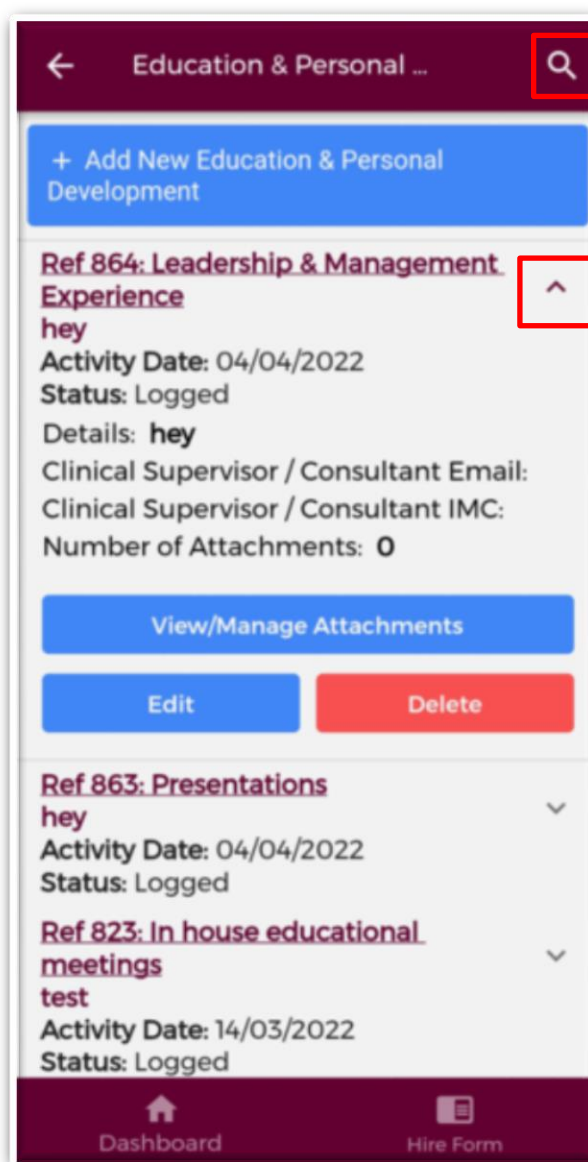 Education & Personal ...
+ Add New Education & Personal
Development
Ref 864: Leadership & Management
Experience
hey
Activity Date: 04/04/2022
Status: Logged
Details: hey
Clinical Supervisor / Consultant Email:
Clinical Supervisor / Consultant IMC:
Number of Attachments: 0
View/Manage Attachments
Edit Delete
Ref 863: Presentations
hey
Activity Date: 04/04/2022
Status: Logged
Ref 823: In house educational
meetings
test
Activity Date: 14/03/2022
Status: Logged
Dashboard Hire Form